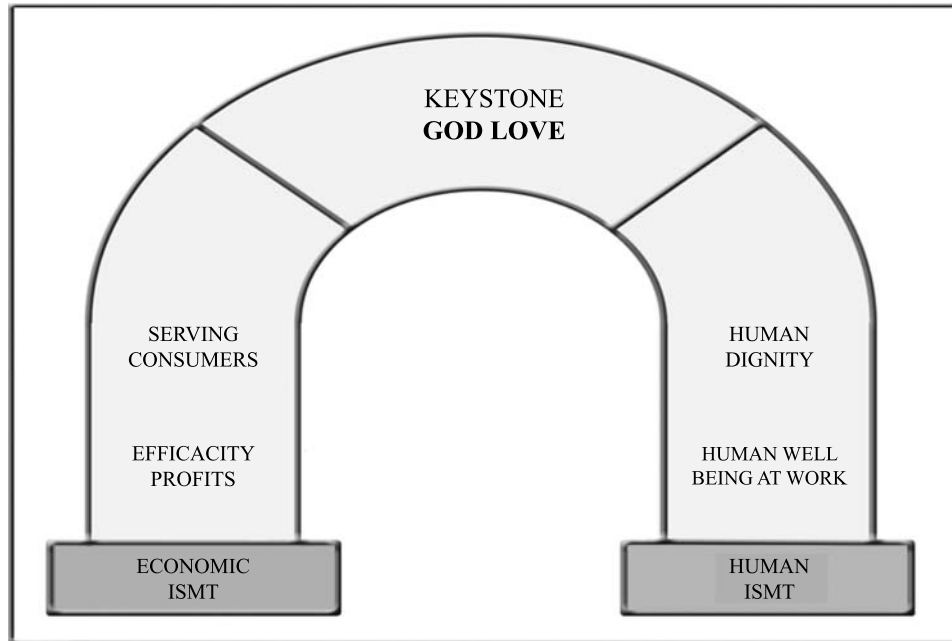 KEYSTONE
GOD LOVE
SERVING
CONSUMERS
EFFICACITY
PROFITS
ECONOMIC
ISMT
HUMAN
DIGNITY
HUMAN WELL
BEING AT WORK
HUMAN
ISMT